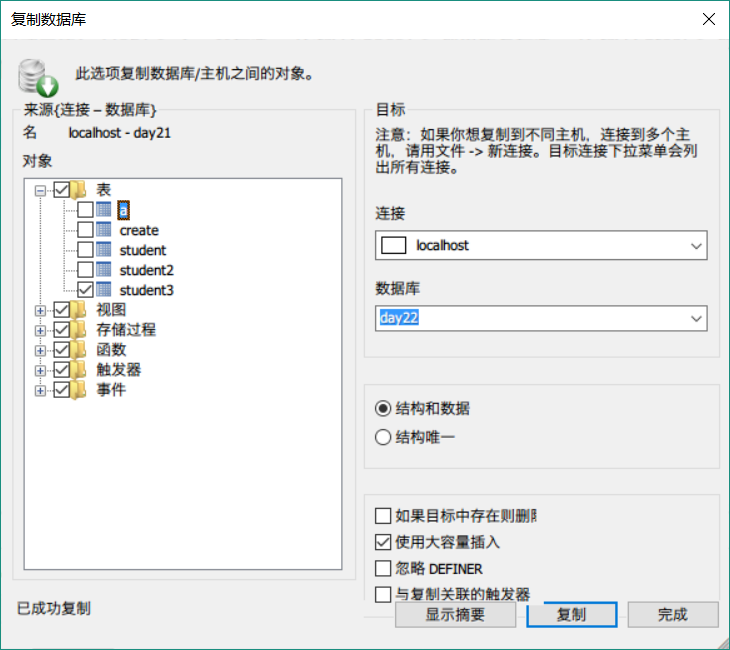 复制数据库
此选项复制数据库/主机之间的对象。
来源{连接 – 数据库}
名 localhost - day21
对象
表
a
create
student
student2
student3
视图
存储过程
函数
触发器
事件
目标
注意：如果你想复制到不同主机，连接到多个主
机，请用文件 -> 新连接。目标连接下拉菜单会列
出所有连接。
连接
localhost
数据库
day22
结构和数据
结构唯一
如果目标中存在则删
使用大容量插入
忽略 DEFINER
与复制关联的触发器
已成功复制
显示摘要
复制
完成